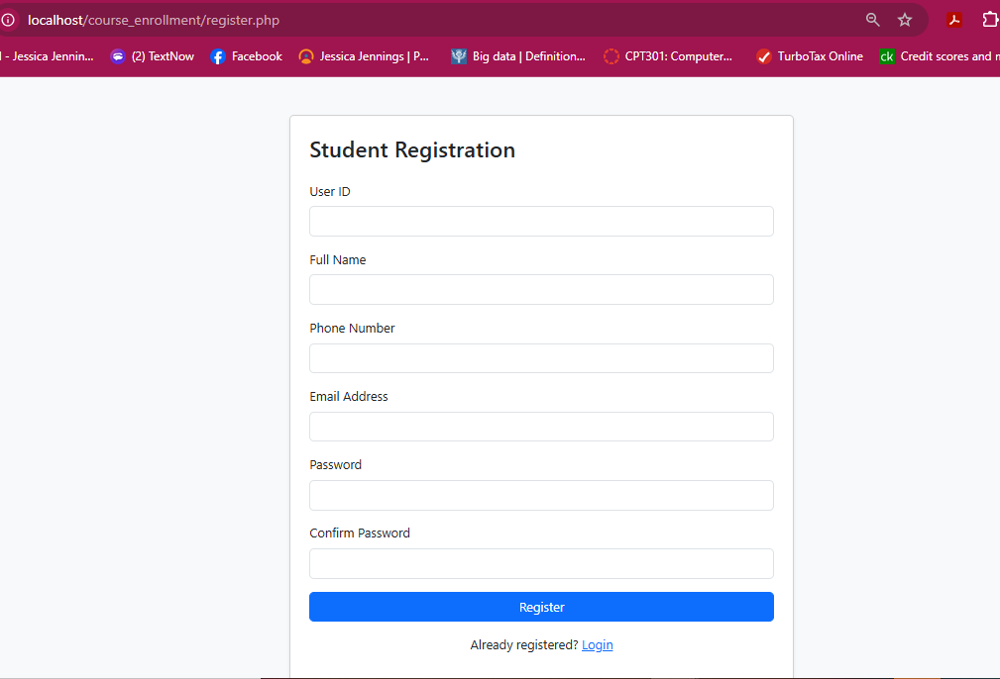 localhost/course_enrollment/register.php
- Jessica Jennin... (2) TextNow Facebook Jessica Jennings | P... Big data | Definition... CPT301: Computer... TurboTax Online ck Credit scores and
Student Registration
User ID
Full Name
Phone Number
Email Address
Password
Confirm Password
Register
Already registered? Login